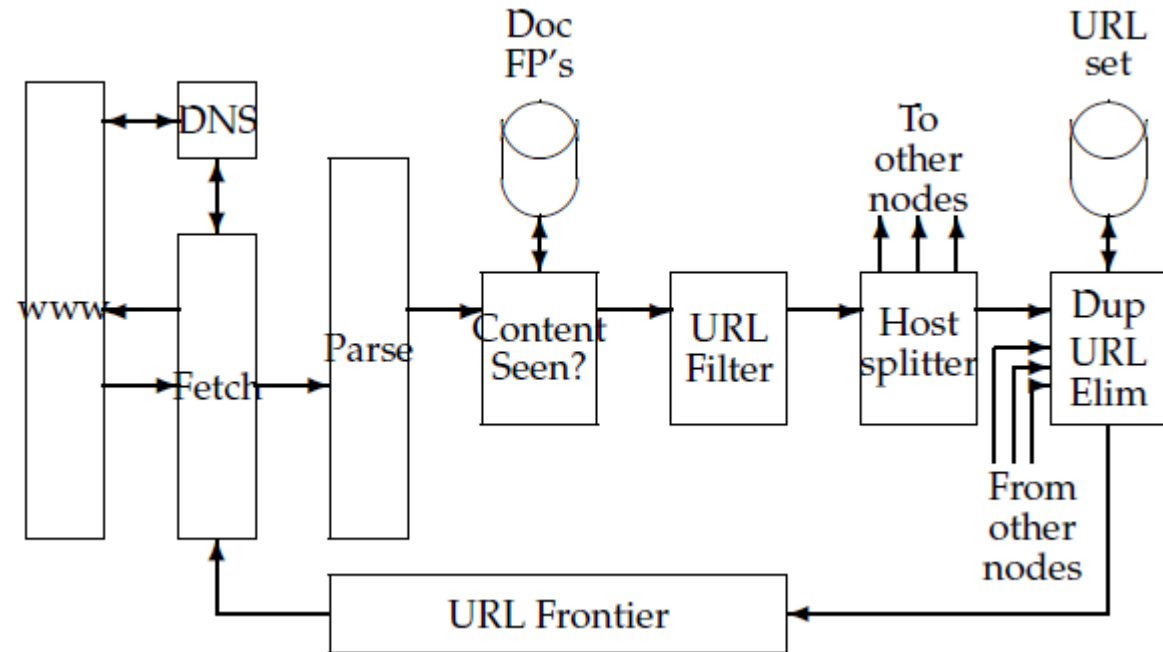 Doc
FP's
URL
set
DNS
To
other
nodes
www
Fetch
Parse
Content
Seen?
URL
Filter
Host
splitter
Dup
URL
Elim
From
other
nodes
URL Frontier